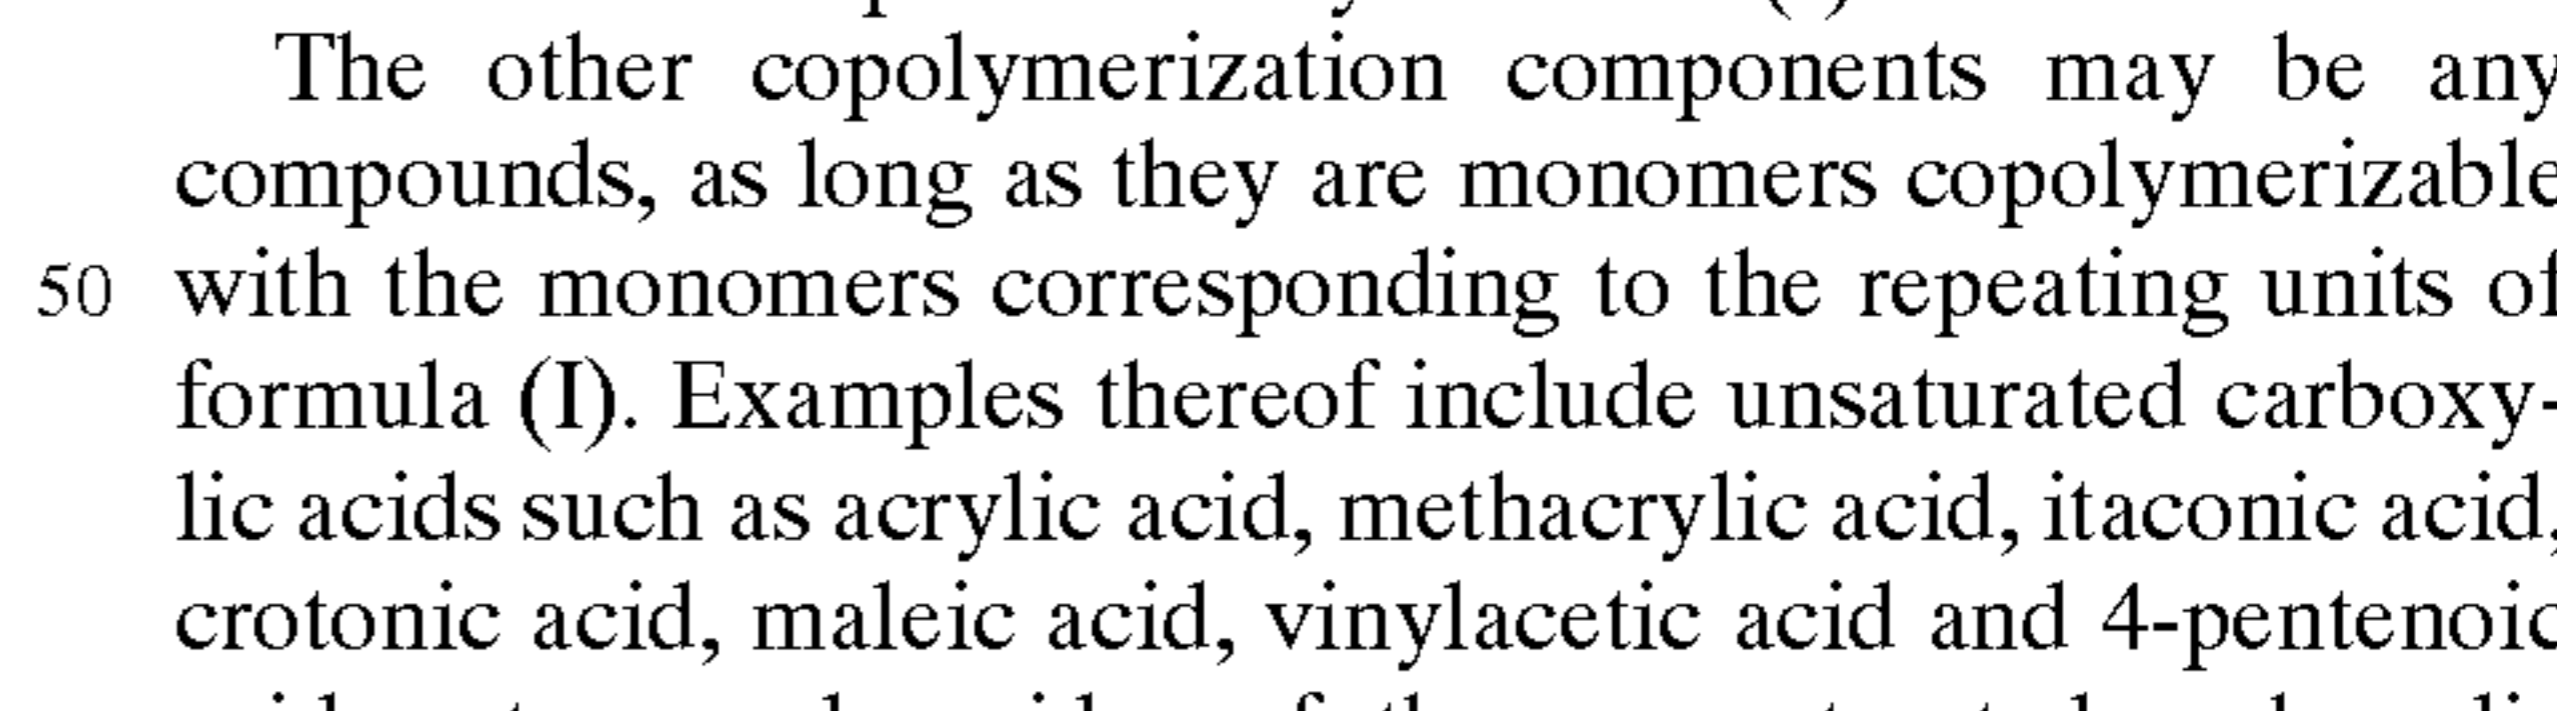 The other copolymerization components may be any
compounds, as long as they are monomers copolymerizable
50 with the monomers corresponding to the repeating units of
formula (I). Examples thereof include unsaturated carboxy-
lic acids such as acrylic acid, methacrylic acid, itaconic acid,
crotonic acid, maleic acid, vinylacetic acid and 4-pentenoic